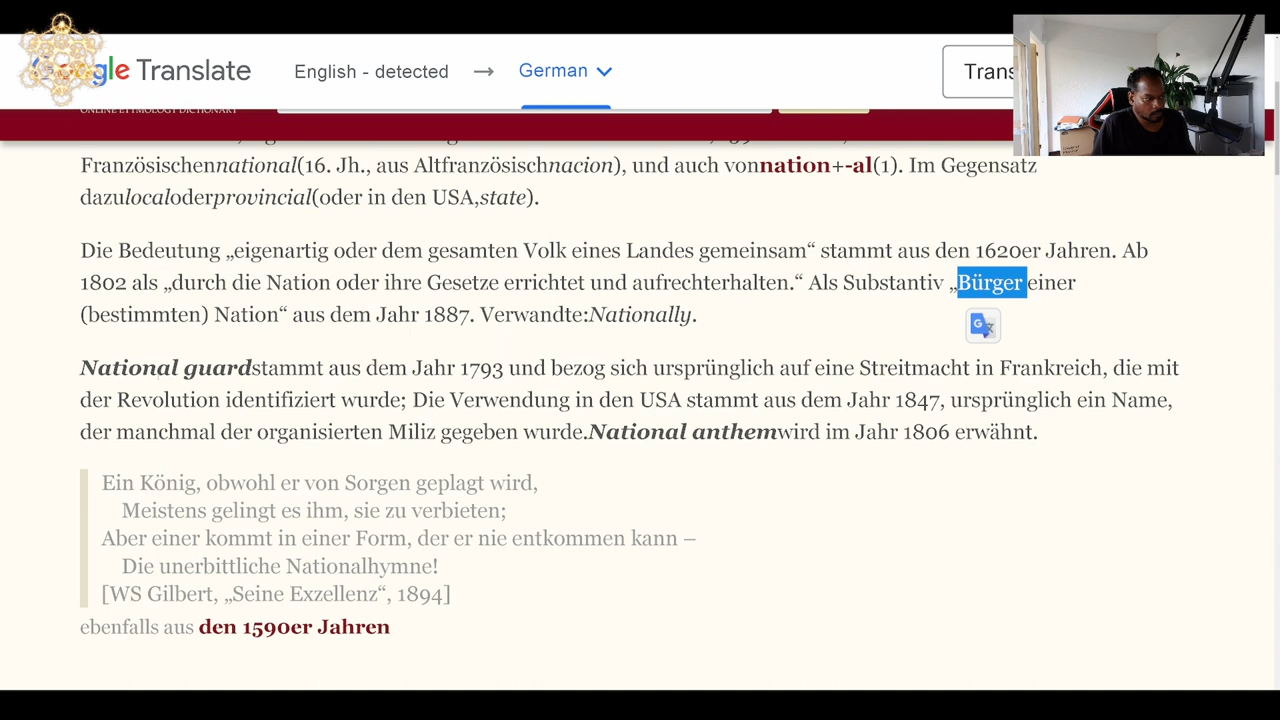 Google Translate
English - detected → German
Trans
ONLINE ETYMOLOGY DICTIONARY
Französischennational(16. Jh., aus Altfranzösischnacion), und auch vonnation+-al(1). Im Gegensatz
dazulocaloderprovincial(oder in den USA,state).
Die Bedeutung „eigenartig oder dem gesamten Volk eines Landes gemeinsam“ stammt aus den 1620er Jahren. Ab
1802 als „durch die Nation oder ihre Gesetze errichtet und aufrechterhalten.“ Als Substantiv „Bürger einer
(bestimmten) Nation“ aus dem Jahr 1887. Verwandte:Nationally.
National guardstammt aus dem Jahr 1793 und bezog sich ursprünglich auf eine Streitmacht in Frankreich, die mit
der Revolution identifiziert wurde; Die Verwendung in den USA stammt aus dem Jahr 1847, ursprünglich ein Name,
der manchmal der organisierten Miliz gegeben wurde.National anthemwird im Jahr 1806 erwähnt.
Ein König, obwohl er von Sorgen geplagt wird,
Meistens gelingt es ihm, sie zu verbieten;
Aber einer kommt in einer Form, der er nie entkommen kann –
Die unerbittliche Nationalhymne!
[WS Gilbert, „Seine Exzellenz“, 1894]
ebenfalls aus den 1590er Jahren